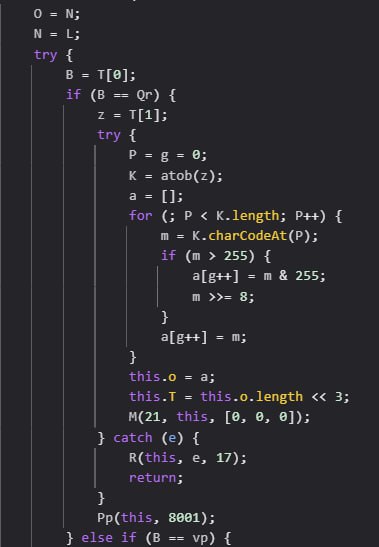 O = N;
N = L;
try {
    B = T[0];
    if (B == Qr) {
        z = T[1];
        try {
            P = g = 0;
            K = atob(z);
            a = [];
            for (; P < K.length; P++) {
                m = K.charCodeAt(P);
                if (m > 255) {
                    a[g++] = m & 255;
                    m >>= 8;
                }
                a[g++] = m;
            }
            this.o = a;
            this.T = this.o.length << 3;
            M(21, this, [0, 0, 0]);
        } catch (e) {
            R(this, e, 17);
            return;
        }
        Pp(this, 8001);
    } else if (B == vp) {